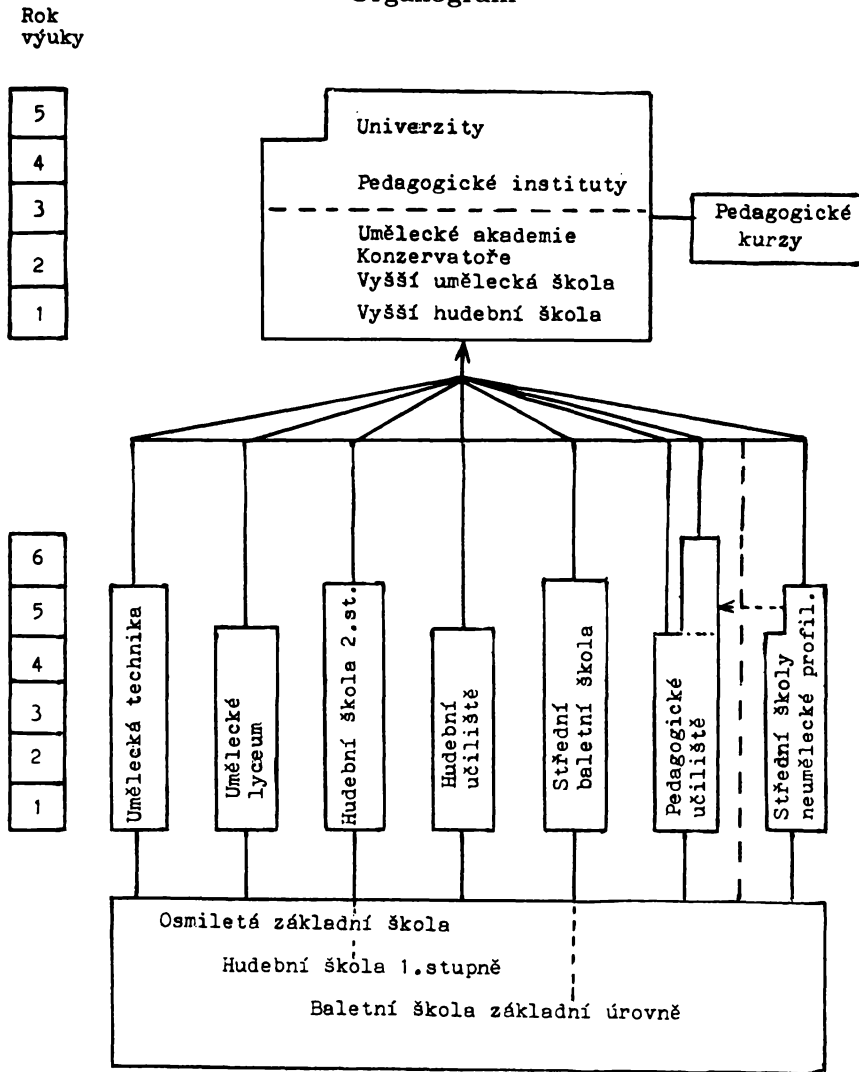 Organogram
Rok
výuky
5
4
3
2
1
Univerzity
Pedagogické instituty
Umělecké akademie
Konzervatoře
Vyšší umělecká škola
Vyšší hudební škola
Pedagogické
kurzy
6
5
4
3
2
1
Umělecká technika
Umělecké
lyceum
Hudební škola 2.st.
Hudební
učiliště
Střední
baletní škola
Pedagogické
učiliště
Střední školy
neumělecké profil.
Osmiletá základní škola
Hudební škola 1.stupně
Baletní škola základní úrovně